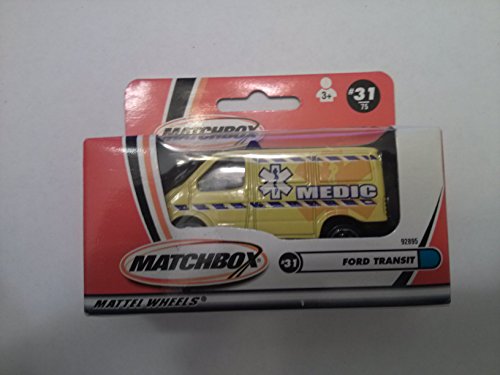 3+
#31
75
MATCHBOX
MEDIC
92895
MATCHBOX
#31 FORD TRANSIT
MATTEL WHEELS®